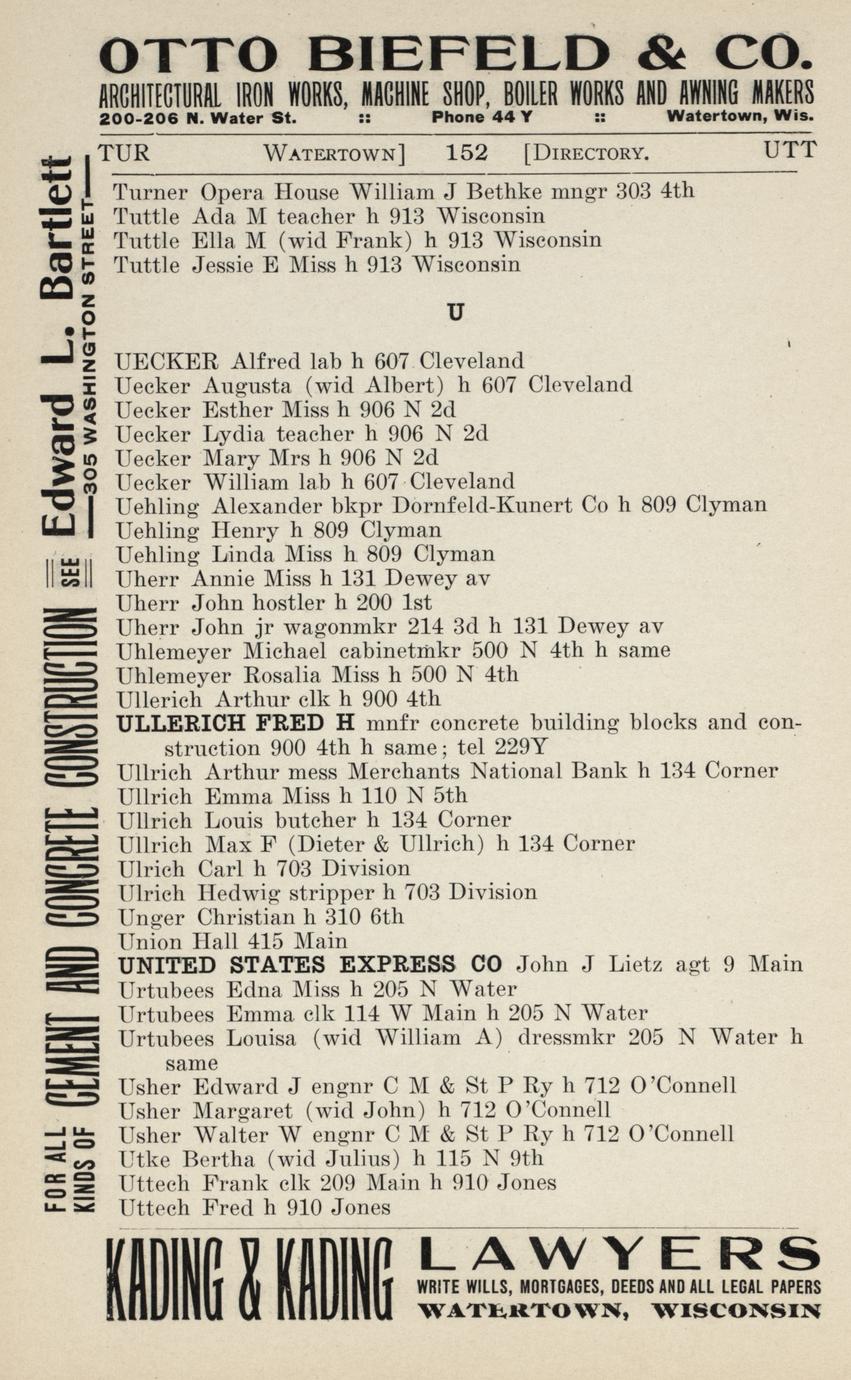 OTTO BIEFELD & CO.
ARCHITECTURAL IRON WORKS, MACHINE SHOP, BOILER WORKS AND AWNING MAKERS
200-206 N. Water St. :: Phone 44 Y :: Watertown, Wis.
TUR WATERTOWN] 152 [DIRECTORY. UTT
Turner Opera House William J Bethke mngr 303 4th
Tuttle Ada M teacher h 913 Wisconsin
Tuttle Ella M (wid Frank) h 913 Wisconsin
Tuttle Jessie E Miss h 913 Wisconsin
U
UECKER Alfred lab h 607 Cleveland
Uecker Augusta (wid Albert) h 607 Cleveland
Uecker Esther Miss h 906 N 2d
Uecker Lydia teacher h 906 N 2d
Uecker Mary Mrs h 906 N 2d
Uecker William lab h 607 Cleveland
Uehling Alexander bkpr Dornfeld-Kunert Co h 809 Clyman
Uehling Henry h 809 Clyman
Uehling Linda Miss h 809 Clyman
Uherr Annie Miss h 131 Dewey av
Uherr John hostler h 200 1st
Uherr John jr wagonmkr 214 3d h 131 Dewey av
Uhlemeyer Michael cabinetmkr 500 N 4th h same
Uhlemeyer Rosalia Miss h 500 N 4th
Ullerich Arthur clk h 900 4th
ULLERICH FRED H mnfr concrete building blocks and con-
struction 900 4th h same; tel 229Y
Ullrich Arthur mess Merchants National Bank h 134 Corner
Ullrich Emma Miss h 110 N 5th
Ullrich Louis butcher h 134 Corner
Ullrich Max F (Dieter & Ullrich) h 134 Corner
Ulrich Carl h 703 Division
Ulrich Hedwig stripper h 703 Division
Unger Christian h 310 6th
Union Hall 415 Main
UNITED STATES EXPRESS CO John J Lietz agt 9 Main
Urtubees Edna Miss h 205 N Water
Urtubees Emma clk 114 W Main h 205 N Water
Urtubees Louisa (wid William A) dressmkr 205 N Water h
same
Usher Edward J engnr C M & St P Ry h 712 O'Connell
Usher Margaret (wid John) h 712 O'Connell
Usher Walter W engnr C M & St P Ry h 712 O'Connell
Utke Bertha (wid Julius) h 115 N 9th
Uttech Frank clk 209 Main h 910 Jones
Uttech Fred h 910 Jones
FOR ALL
KINDS OF
CEMENT AND CONCRETE CONSTRUCTION
SEE
Edward L. Bartlett
305 WASHINGTON STREET
KADING & KADING
LAWYERS
WRITE WILLS, MORTGAGES, DEEDS AND ALL LEGAL PAPERS
WATERTOWN, WISCONSIN